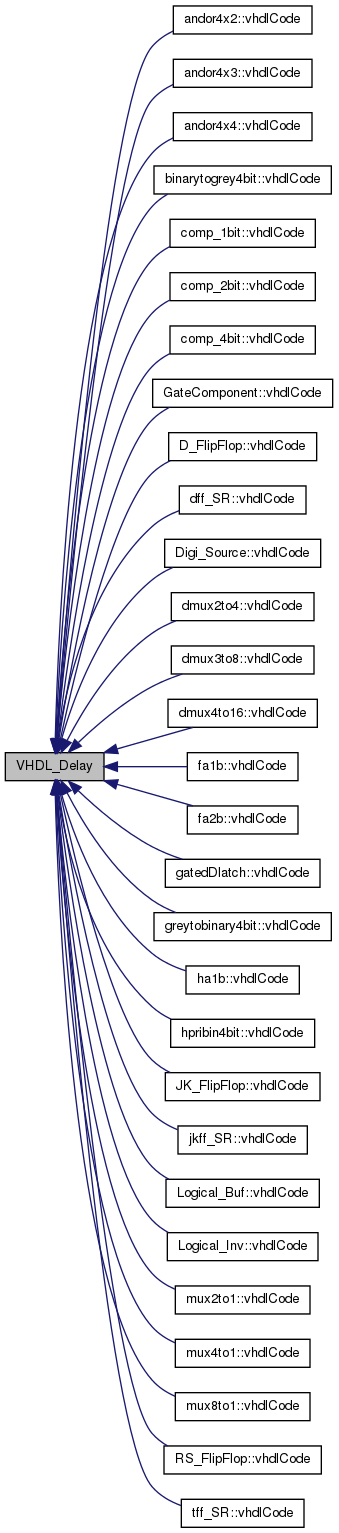 andor4x2::vhdlCode
andor4x3::vhdlCode
andor4x4::vhdlCode
binarytogrey4bit::vhdlCode
comp_1bit::vhdlCode
comp_2bit::vhdlCode
comp_4bit::vhdlCode
GateComponent::vhdlCode
D_FlipFlop::vhdlCode
dff_SR::vhdlCode
Digi_Source::vhdlCode
dmux2to4::vhdlCode
dmux3to8::vhdlCode
dmux4to16::vhdlCode
VHDL_Delay
fa1b::vhdlCode
fa2b::vhdlCode
gatedDlatch::vhdlCode
greytobinary4bit::vhdlCode
ha1b::vhdlCode
hpribin4bit::vhdlCode
JK_FlipFlop::vhdlCode
jkff_SR::vhdlCode
Logical_Buf::vhdlCode
Logical_Inv::vhdlCode
mux2to1::vhdlCode
mux4to1::vhdlCode
mux8to1::vhdlCode
RS_FlipFlop::vhdlCode
tff_SR::vhdlCode